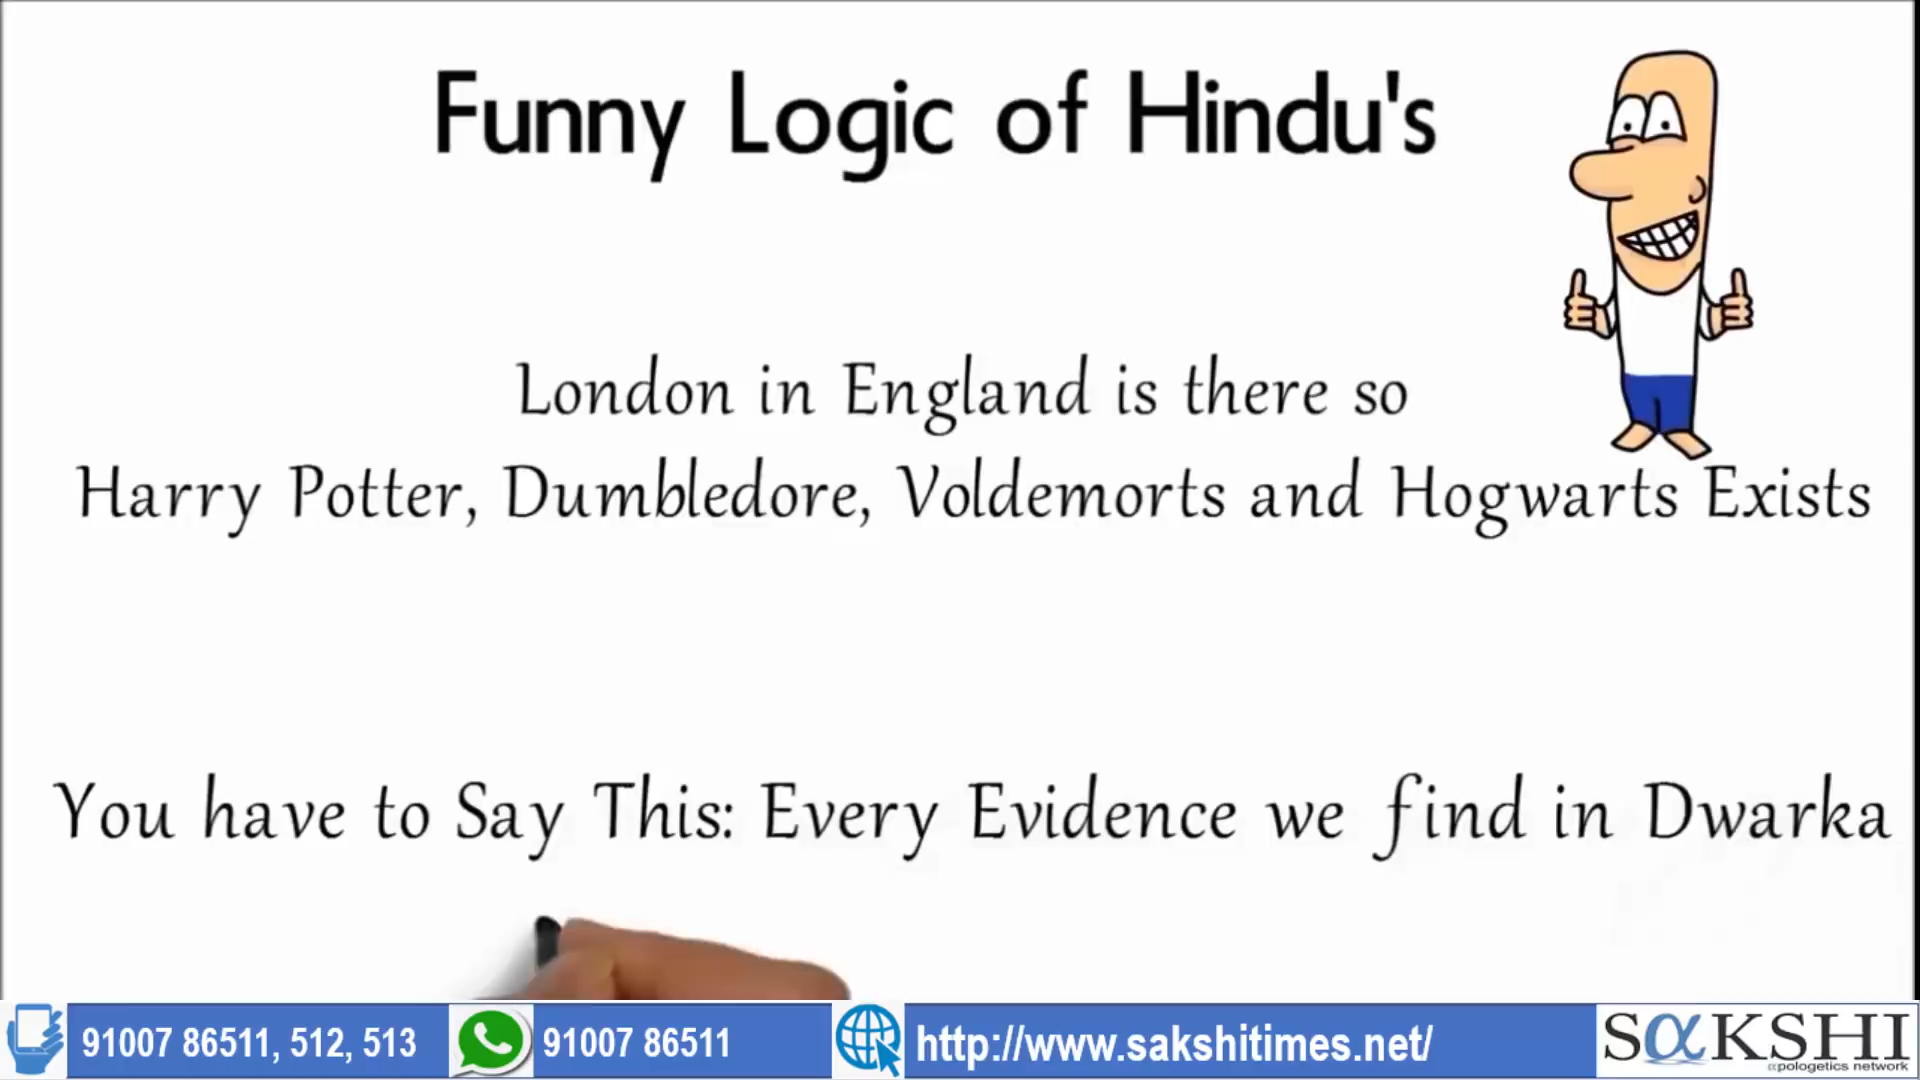 Funny Logic of Hindu's
London in England is there so
Harry Potter, Dumbledore, Voldemorts and Hogwarts Exists
You have to Say This: Every Evidence we find in Dwarka
91007 86511, 512, 513
91007 86511
http://www.sakshitimes.net/
SαKSHI
αpologetics network